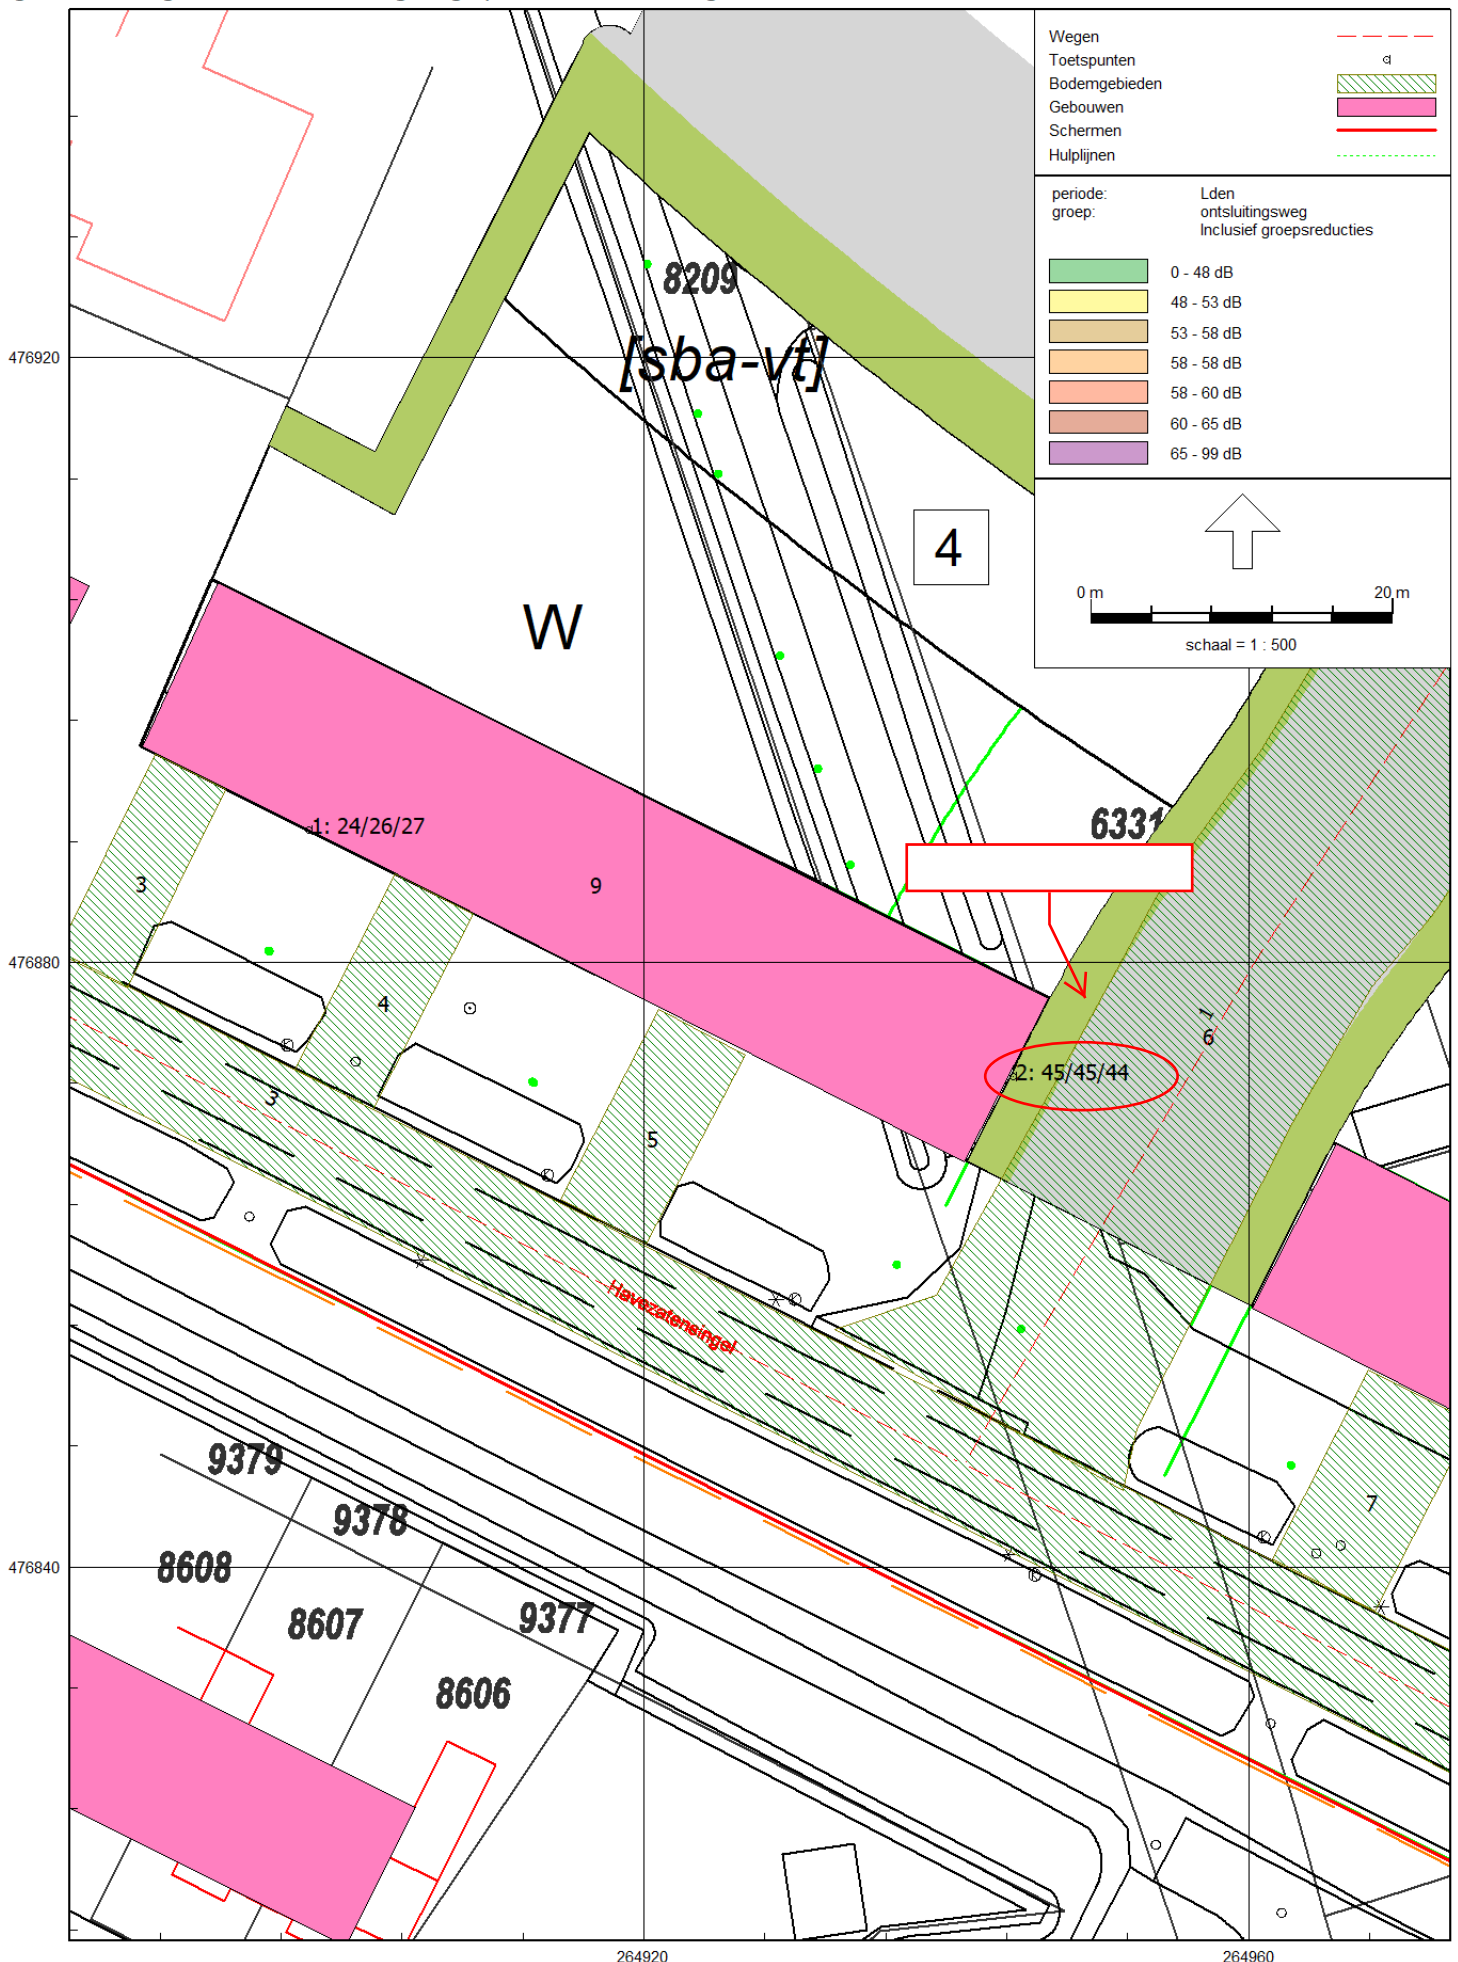 Wegen
Toetspunten
Bodemgebieden
Gebouwen
Schermen
Hulplijnen
periode: Lden
groep: ontsluitingsweg
Inclusief groepsreducties
0 - 48 dB
48 - 53 dB
53 - 58 dB
58 - 58 dB
58 - 60 dB
60 - 65 dB
65 - 99 dB
0 m 20 m
schaal = 1 : 500
8209
476920
[sba-vt]
4
W
6331
1: 24/26/27
3
9
476880
4
1
6
2: 45/45/44
3
5
Havezatensingel
9379
7
9378
476840
8608
8607
9377
8606
264920
264960